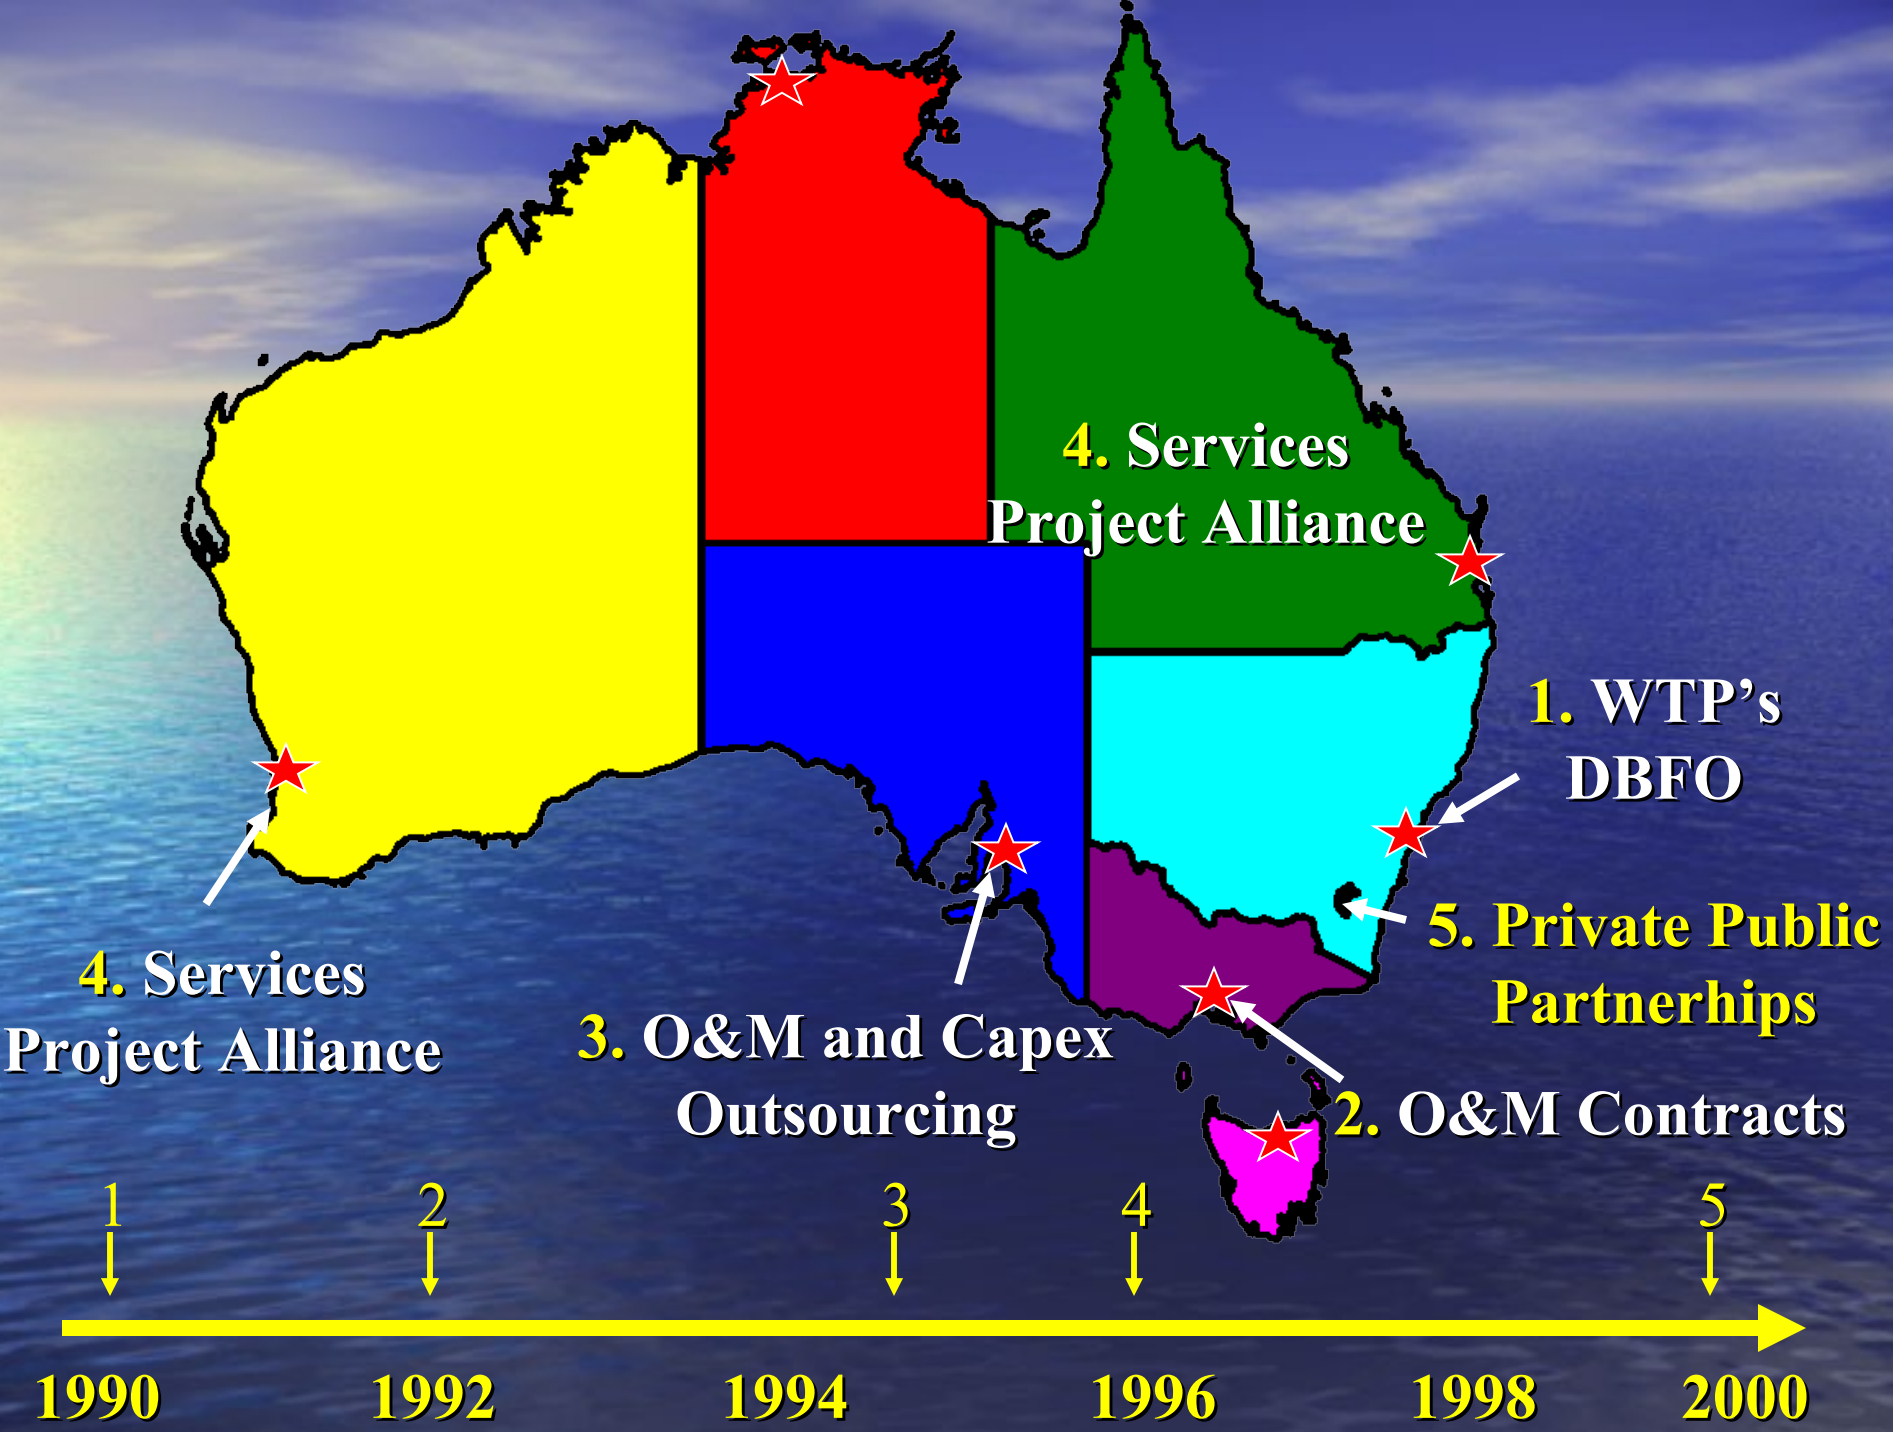 4. Services
Project Alliance
1. WTP’s
DBFO
5. Private Public
Partnerhips
4. Services
Project Alliance
3. O&M and Capex
Outsourcing
2. O&M Contracts
1 2 3 4 5
1990 1992 1994 1996 1998 2000